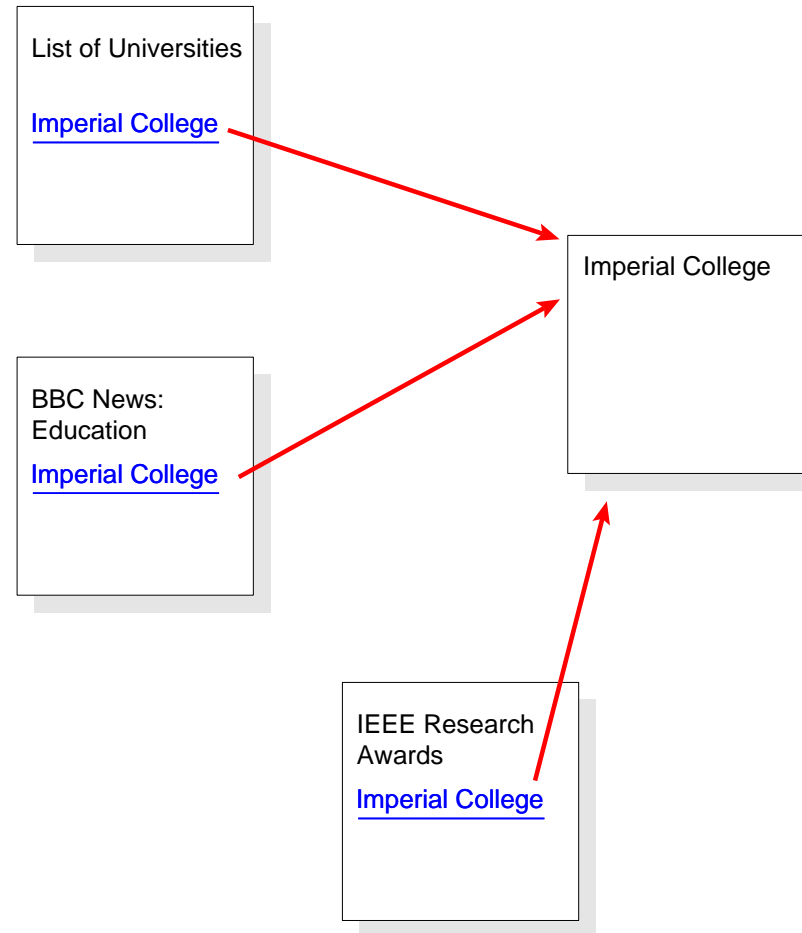 List of Universities
Imperial College
Imperial College
BBC News:
Education
Imperial College
IEEE Research
Awards
Imperial College